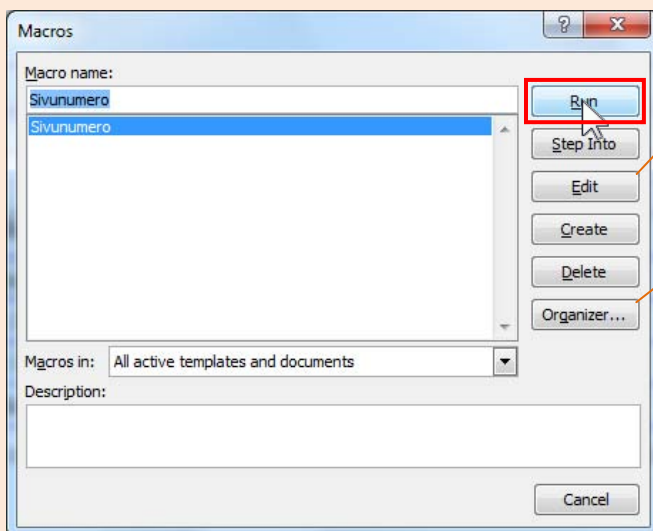 Macros
?
Macro name:
Sivunumero
Sivunumero
Run
Step Into
Edit
Create
Delete
Organizer...
Macros in: All active templates and documents
Description:
Cancel